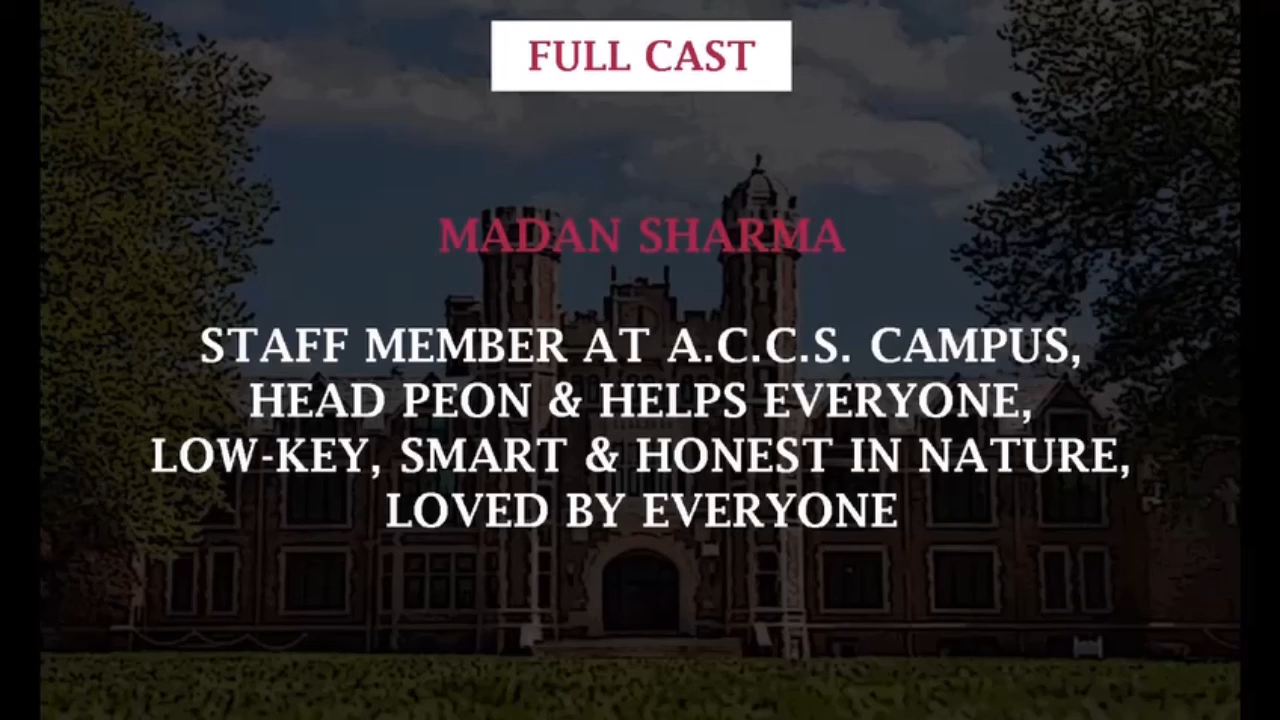 FULL CAST
MADAN SHARMA
STAFF MEMBER AT A.C.C.S. CAMPUS,
HEAD PEON & HELPS EVERYONE,
LOW-KEY, SMART & HONEST IN NATURE,
LOVED BY EVERYONE